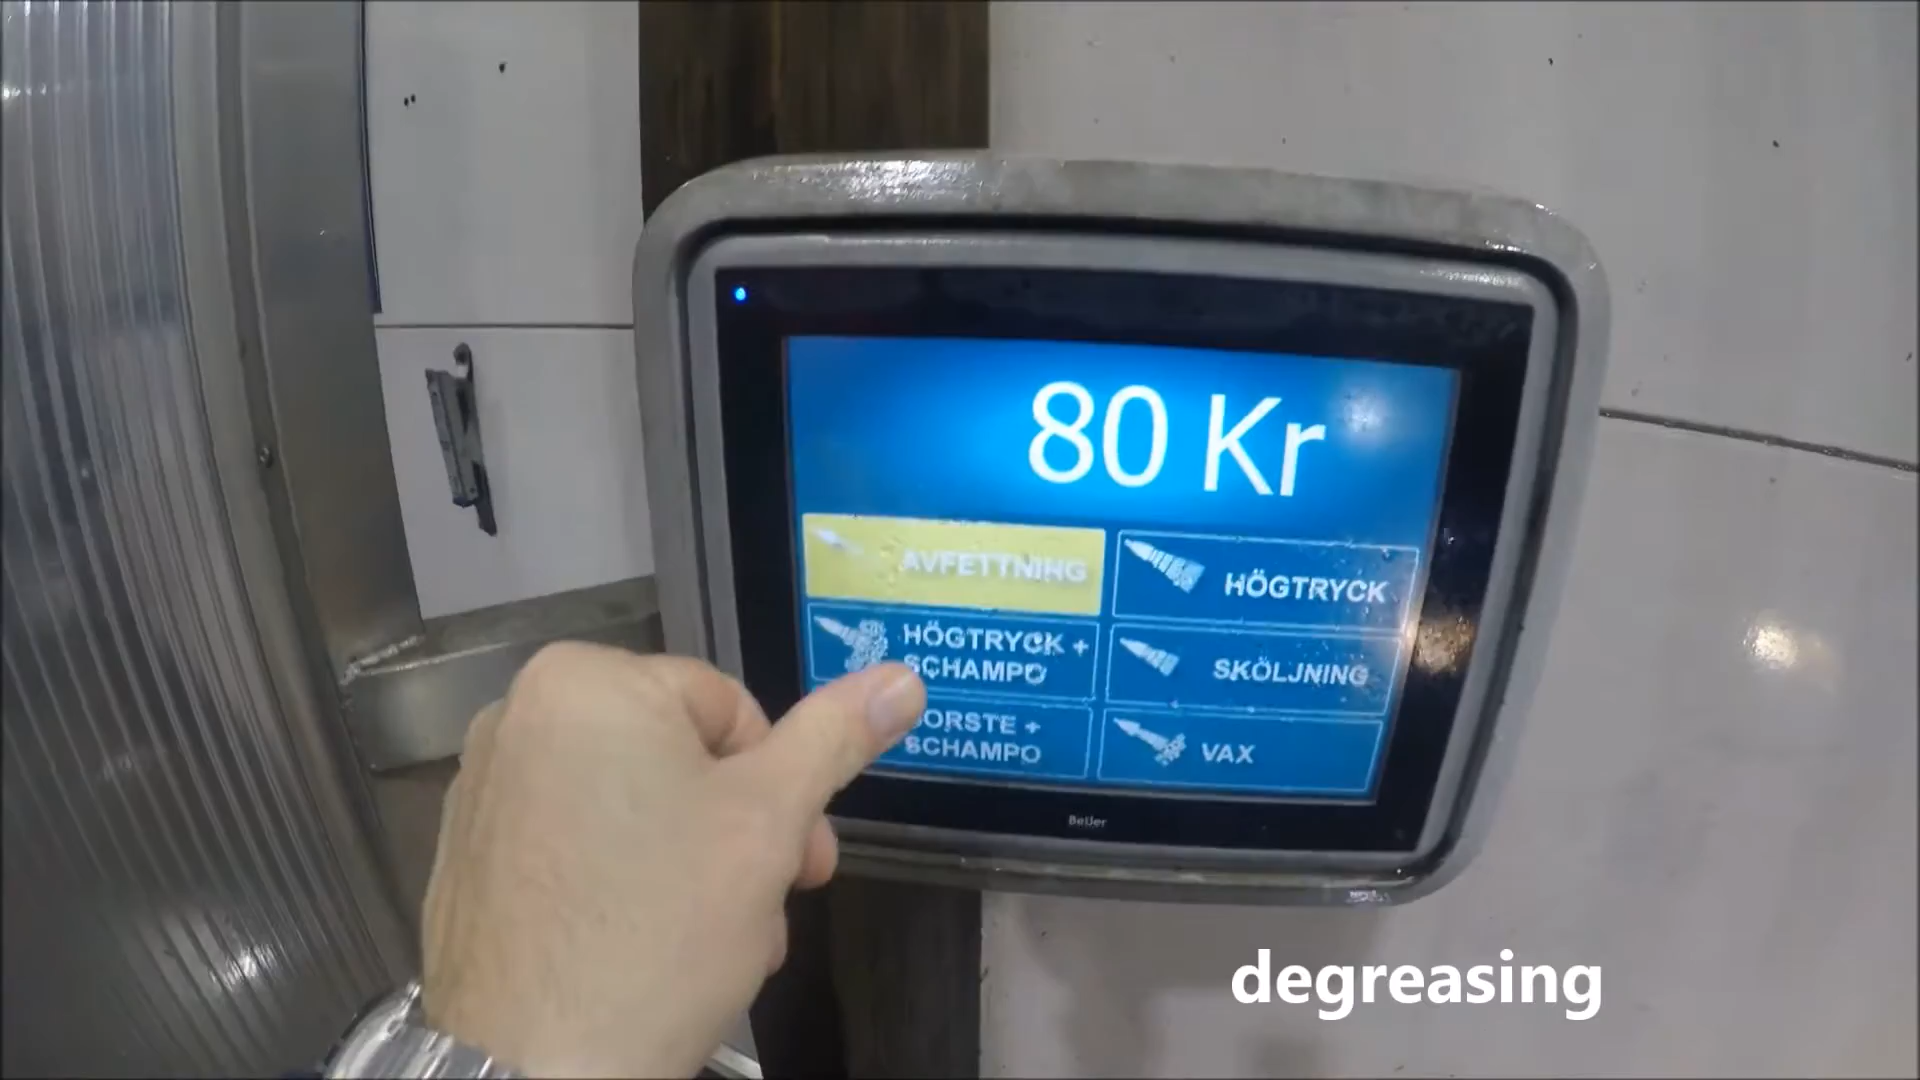 80 Kr
AVFETTNING
HÖGTRYCK
HÖGTRYCK +
SCHAMPO
SKÖLJNING
BORSTE +
SCHAMPO
VAX
Beijer
degreasing